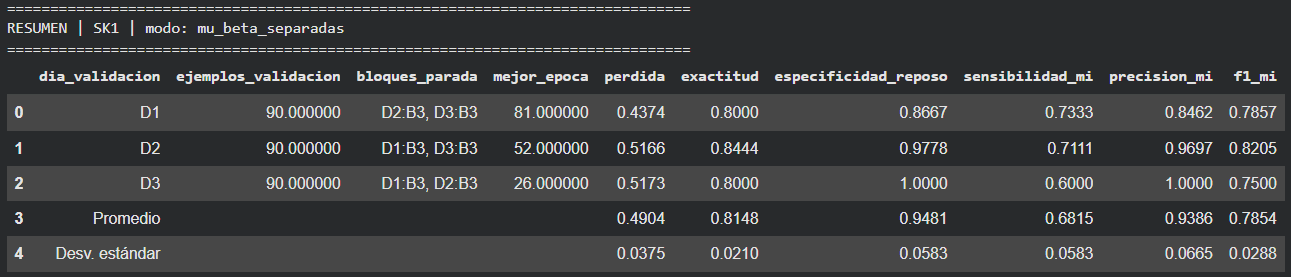 ===============================================================================
RESUMEN | SK1 | modo: mu_beta_separadas
===============================================================================
dia_validacion ejemplos_validacion bloques_parada mejor_epoca perdida exactitud especificidad_reposo sensibilidad_mi precision_mi f1_mi
0 D1 90.000000 D2:B3, D3:B3 81.000000 0.4374 0.8000 0.8667 0.7333 0.8462 0.7857
1 D2 90.000000 D1:B3, D3:B3 52.000000 0.5166 0.8444 0.9778 0.7111 0.9697 0.8205
2 D3 90.000000 D1:B3, D2:B3 26.000000 0.5173 0.8000 1.0000 0.6000 1.0000 0.7500
3 Promedio 0.4904 0.8148 0.9481 0.6815 0.9386 0.7854
4 Desv. estándar 0.0375 0.0210 0.0583 0.0583 0.0665 0.0288